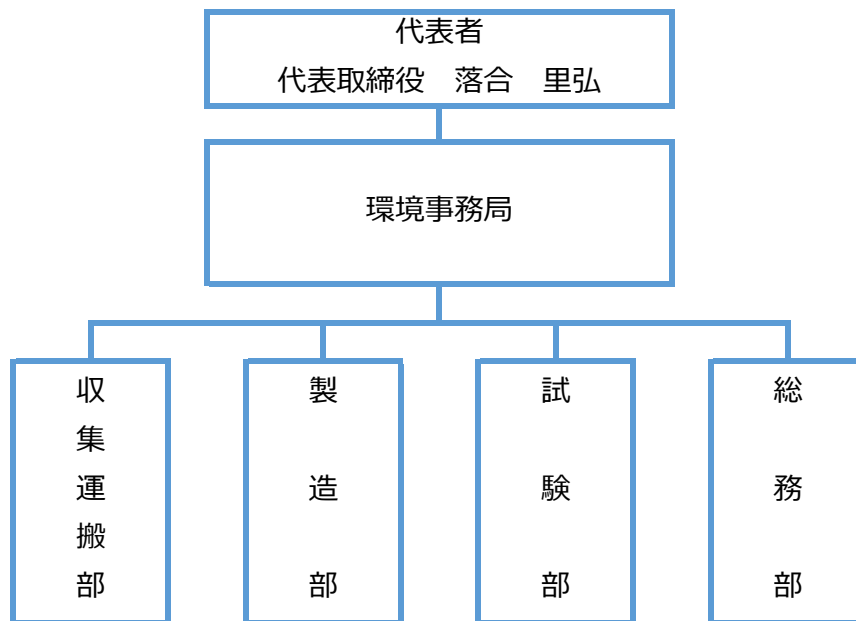 代表者
代表取締役　落合　里弘
環境事務局
収集運搬部
製造部
試験部
総務部